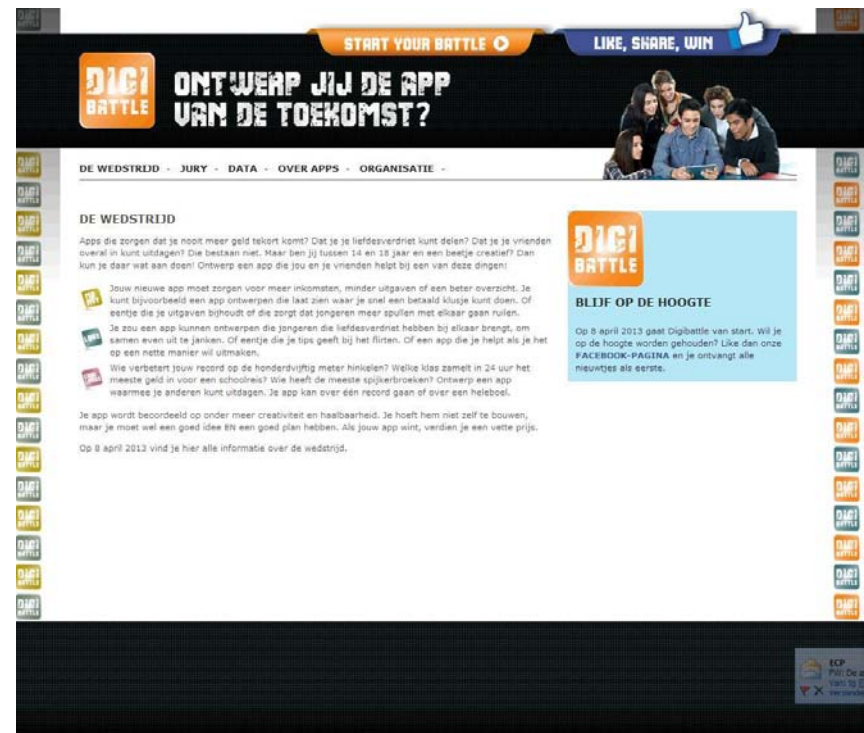 START YOUR BATTLE
LIKE, SHARE, WIN
DIGI
BATTLE
ONTWERP JIJ DE APP
VAN DE TOEKOMST?
DE WEDSTRIJD - JURY - DATA - OVER APPS - ORGANISATIE -
DE WEDSTRIJD
Apps die zorgen dat je nooit meer geld tekort komt? Dat je je liefdesverdriet kunt delen? Dat je je vrienden
overal in kunt uitdagen? Die bestaan niet. Maar ben jij tussen 14 en 18 jaar en een beetje creatief? Dan
kun je daar wat aan doen! Ontwerp een app die jou en je vrienden helpt bij een van deze dingen:
Jouw nieuwe app moet zorgen voor meer inkomsten, minder uitgaven of een beter overzicht. Je
kunt bijvoorbeeld een app ontwerpen die laat zien waar je snel een betaald klusje kunt doen. Of
eentje die je uitgaven bijhoudt of die zorgt dat jongeren meer spullen met elkaar gaan ruilen.
Je zou een app kunnen ontwerpen die jongeren die liefdesverdriet hebben bij elkaar brengt, om
samen even uit te janken. Of eentje die je tips geeft bij het flirten. Of een app die je helpt als je het
op een nette manier wil uitmaken.
Wie verbetert jouw record op de honderdvijftig meter hinkelen? Welke klas zamelt in 24 uur het
meeste geld in voor een schoolreis? Wie heeft de meeste spijkerbroeken? Ontwerp een app
waarmee je anderen kunt uitdagen. Je app kan over één record gaan of over een heleboel.
Je app wordt beoordeeld op onder meer creativiteit en haalbaarheid. Je hoeft hem niet zelf te bouwen,
maar je moet wel een goed idee EN een goed plan hebben. Als jouw app wint, verdien je een vette prijs.
Op 8 april 2013 vind je hier alle informatie over de wedstrijd.
DIGI
BATTLE
BLIJF OP DE HOOGTE
Op 8 april 2013 gaat Digibattle van start. Wil je
op de hoogte worden gehouden? Like dan onze
FACEBOOK-PAGINA en je ontvangt alle
nieuwtjes als eerste.
ECP